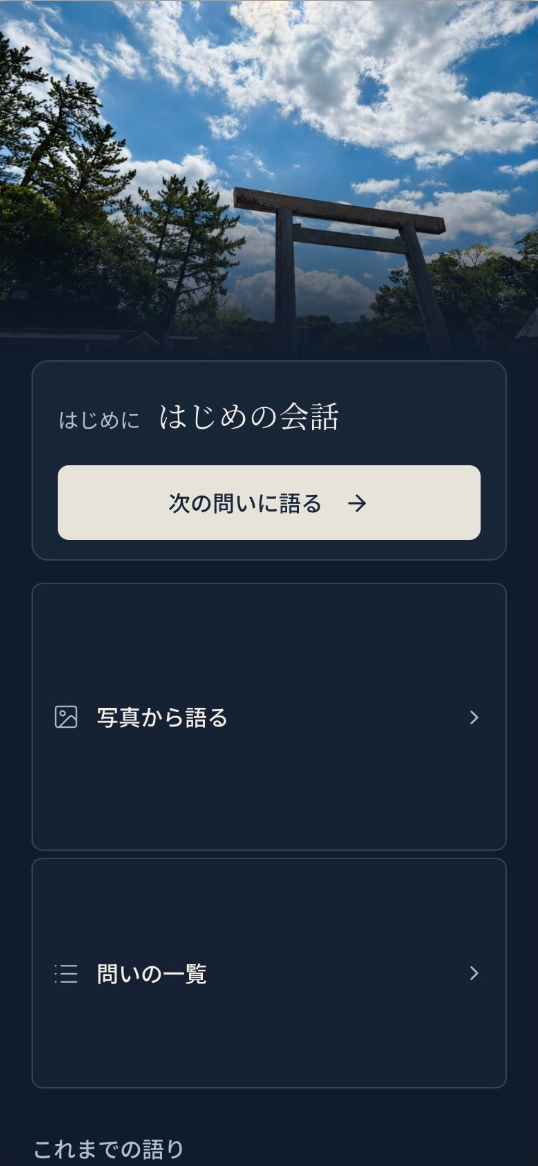 はじめに はじめの会話
次の問いに語る →
写真から語る
問いの一覧
これまでの語り